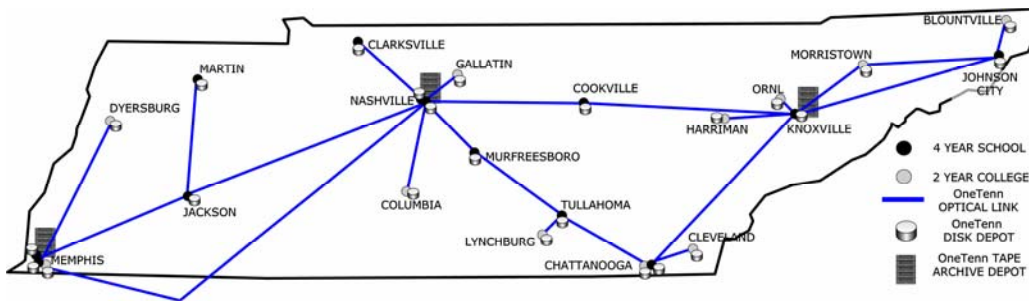 BLOUNTVILLE
CLARKSVILLE
MORRISTOWN
GALLATIN
MARTIN
ORNL
JOHNSON
CITY
DYERSBURG
NASHVILLE
COOKVILLE
HARRIMAN
KNOXVILLE
MURFREESBORO
4 YEAR SCHOOL
2 YEAR COLLEGE
OneTenn
OPTICAL LINK
JACKSON
COLUMBIA
TULLAHOMA
OneTenn
DISK DEPOT
LYNCHBURG
CLEVELAND
MEMPHIS
CHATTANOOGA
OneTenn TAPE
ARCHIVE DEPOT